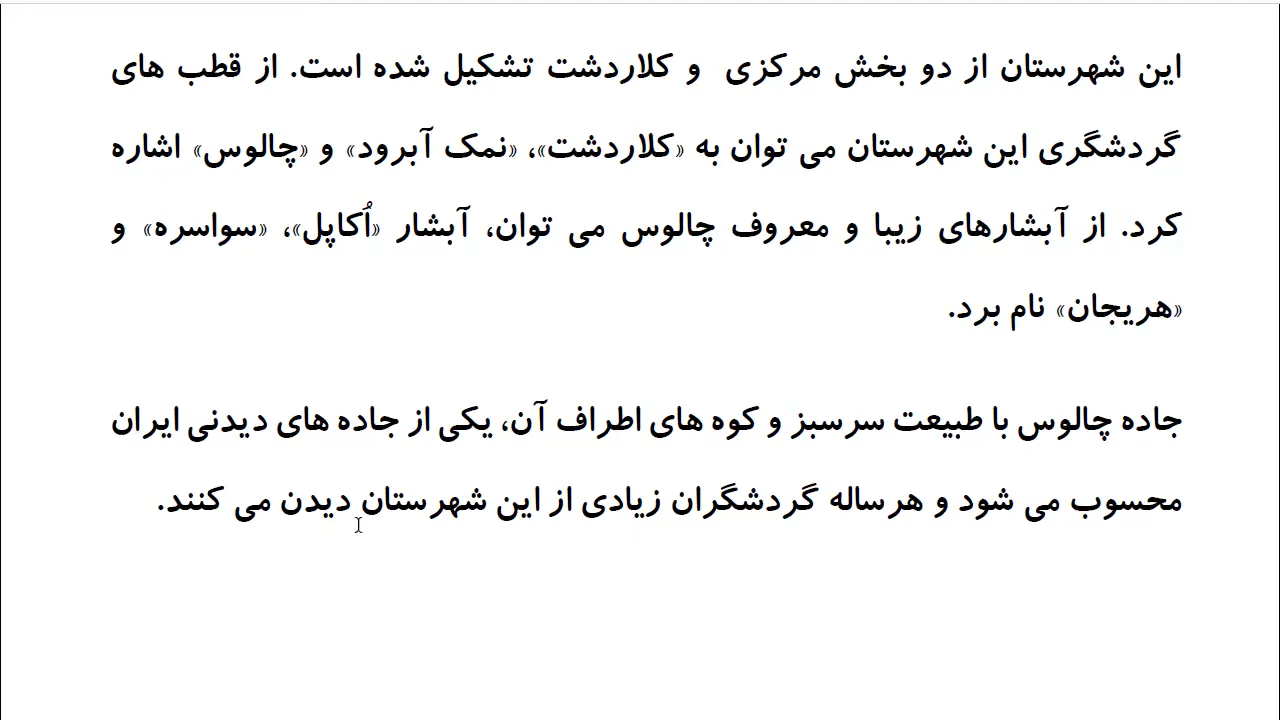 این شهرستان از دو بخش مرکزی  و کلاردشت تشکیل شده است. از قطب های
گردشگری این شهرستان می توان به «کلاردشت»، «نمک آبرود» و «چالوس» اشاره
کرد. از آبشارهای زیبا و معروف چالوس می توان، آبشار «اُکاپل»، «سواسره» و
«هریجان» نام برد.
جاده چالوس با طبیعت سرسبز و کوه های اطراف آن، یکی از جاده های دیدنی ایران
محسوب می شود و هرساله گردشگران زیادی از این شهرستان دیدن می کنند.